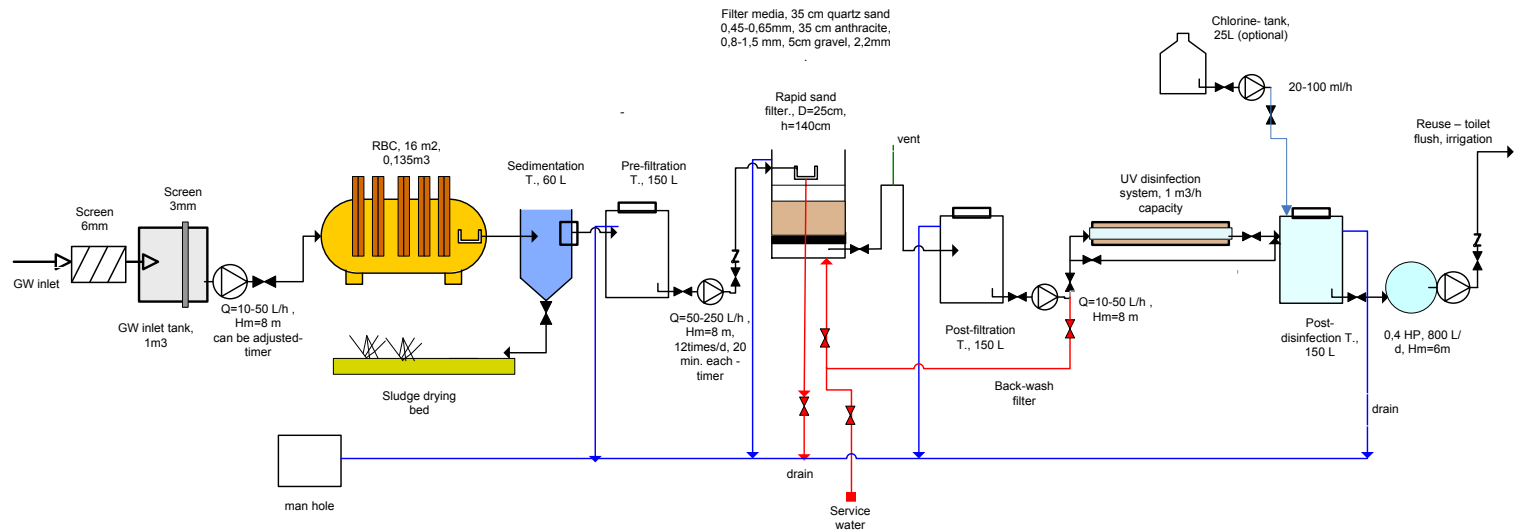 Filter media, 35 cm quartz sand
0,45-0,65mm, 35 cm anthracite,
0,8-1,5 mm, 5cm gravel, 2,2mm
.
Chlorine- tank,
25L (optional)
20-100 ml/h
Rapid sand
filter., D=25cm,
h=140cm
-
vent
Reuse – toilet
flush, irrigation
RBC, 16 m2,
0,135m3
Sedimentation
T., 60 L
Pre-filtration
T., 150 L
UV disinfection
system, 1 m3/h
capacity
Screen
3mm
Screen
6mm
GW inlet
GW inlet tank,
1m3
Q=10-50 L/h ,
Hm=8 m
can be adjusted-
timer
Q=50-250 L/h ,
Hm=8 m,
12times/d, 20
min. each -
timer
Post-filtration
T., 150 L
Q=10-50 L/h ,
Hm=8 m
Post-
disinfection T.,
150 L
0,4 HP, 800 L/
d, Hm=6m
Sludge drying
bed
Back-wash
filter
drain
drain
man hole
Service
water